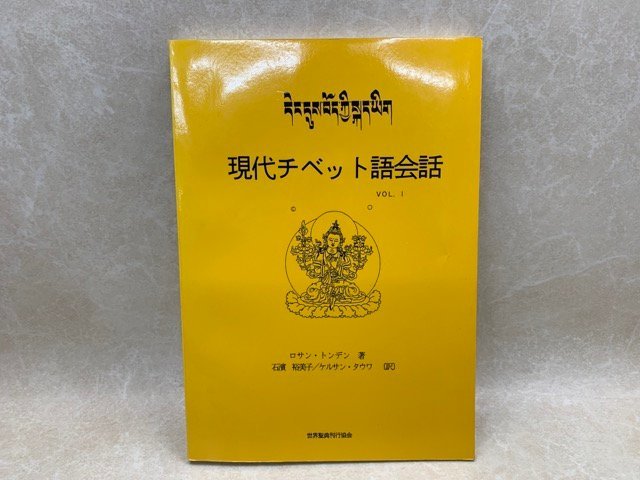 དེང་དུས་བོད་ཀྱི་སྐད་ཡིག
現代チベット語会話
VOL. I
ロサン・トンデン 著
石濱 裕美子/ケルサン・タウワ 訳
世界聖典刊行協会